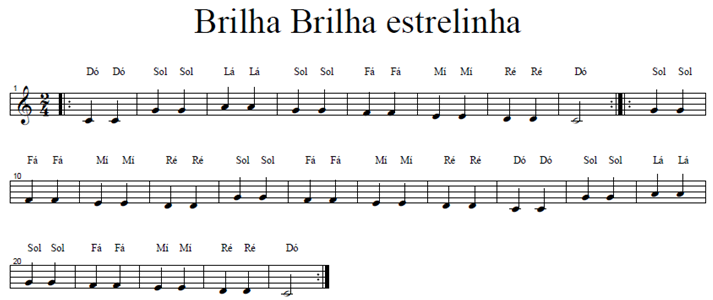 Brilha Brilha estrelinha
Dó Dó Sol Sol Lá Lá Sol Sol Fá Fá Mi Mi Ré Ré Dó Sol Sol
1
2
4
Fá Fá Mi Mi Ré Ré Sol Sol Fá Fá Mi Mi Ré Ré Dó Dó Sol Sol Lá Lá
10
Sol Sol Fá Fá Mi Mi Ré Ré Dó
20